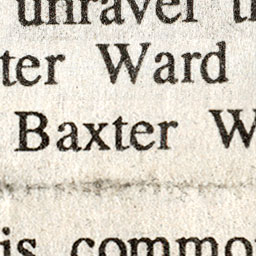 unravel t
ter Ward
Baxter W
is commo